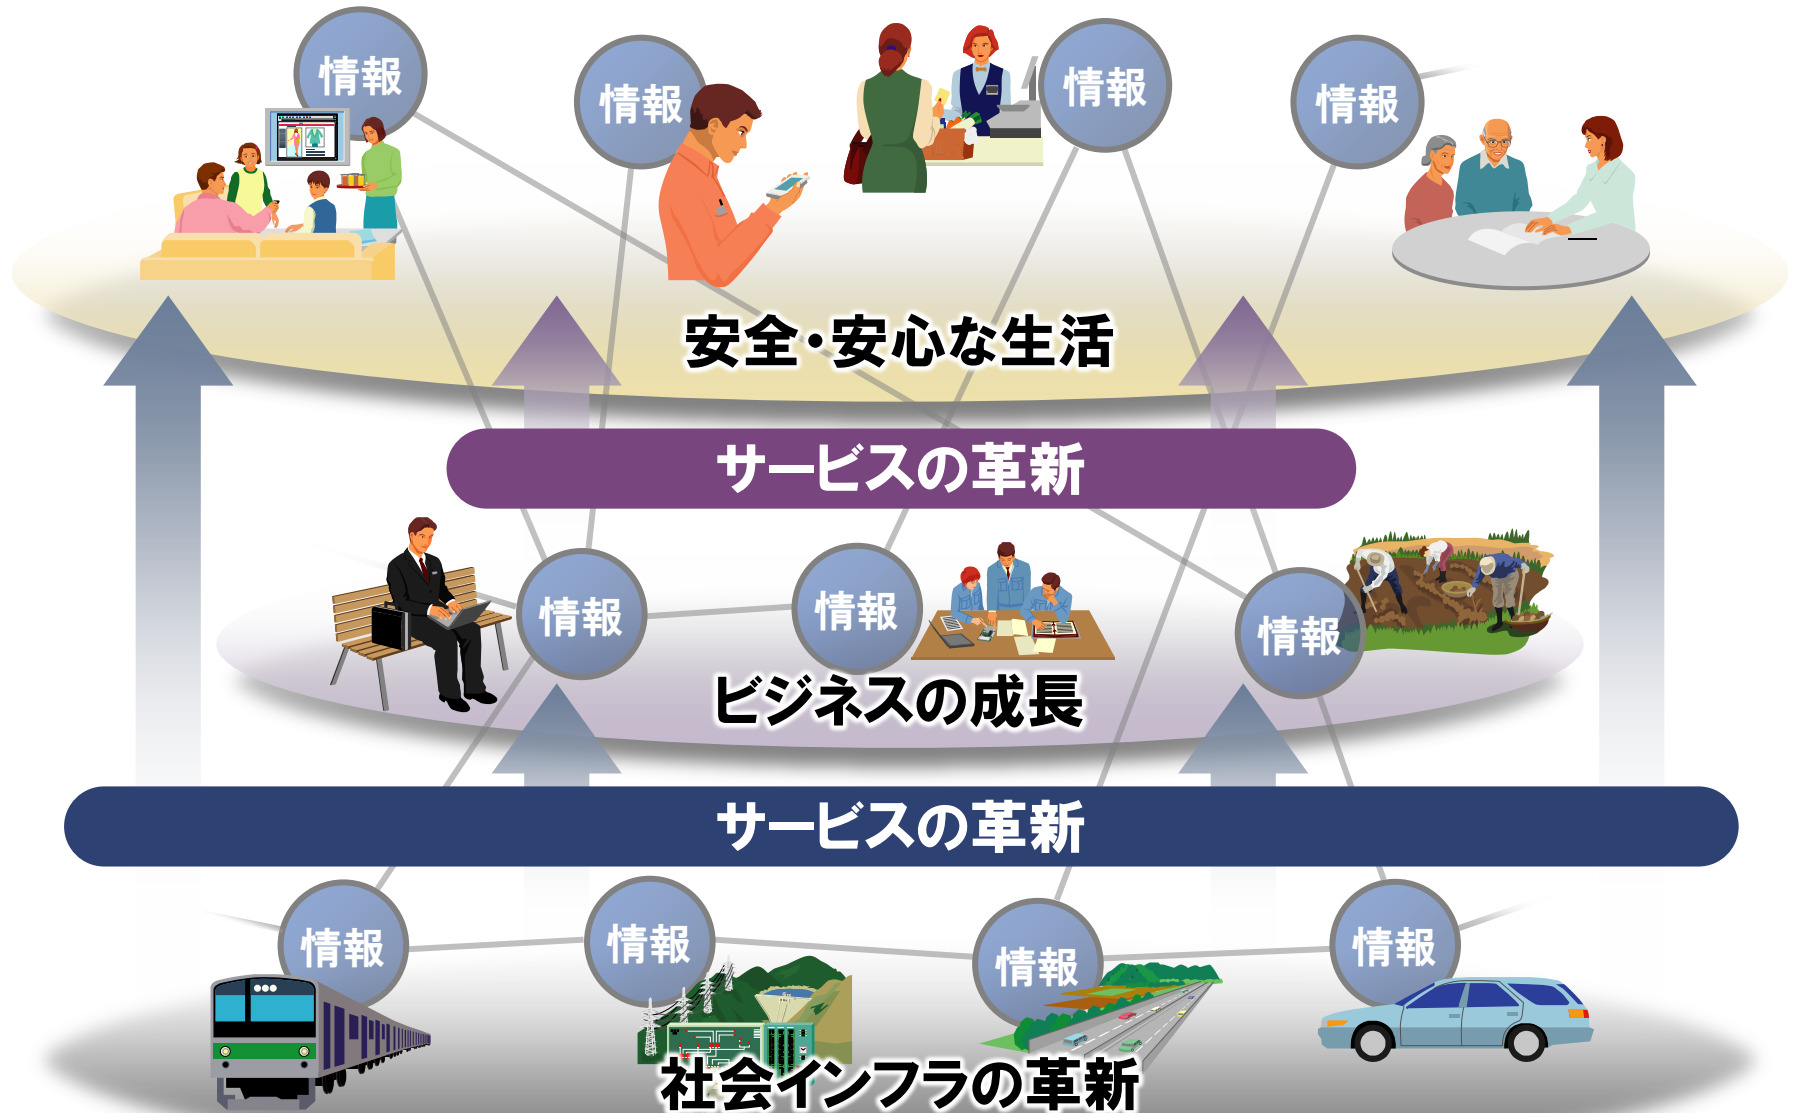 情報
情報
情報
情報
安全・安心な生活
サービスの革新
情報
情報
情報
ビジネスの成長
サービスの革新
情報
情報
情報
情報
社会インフラの革新